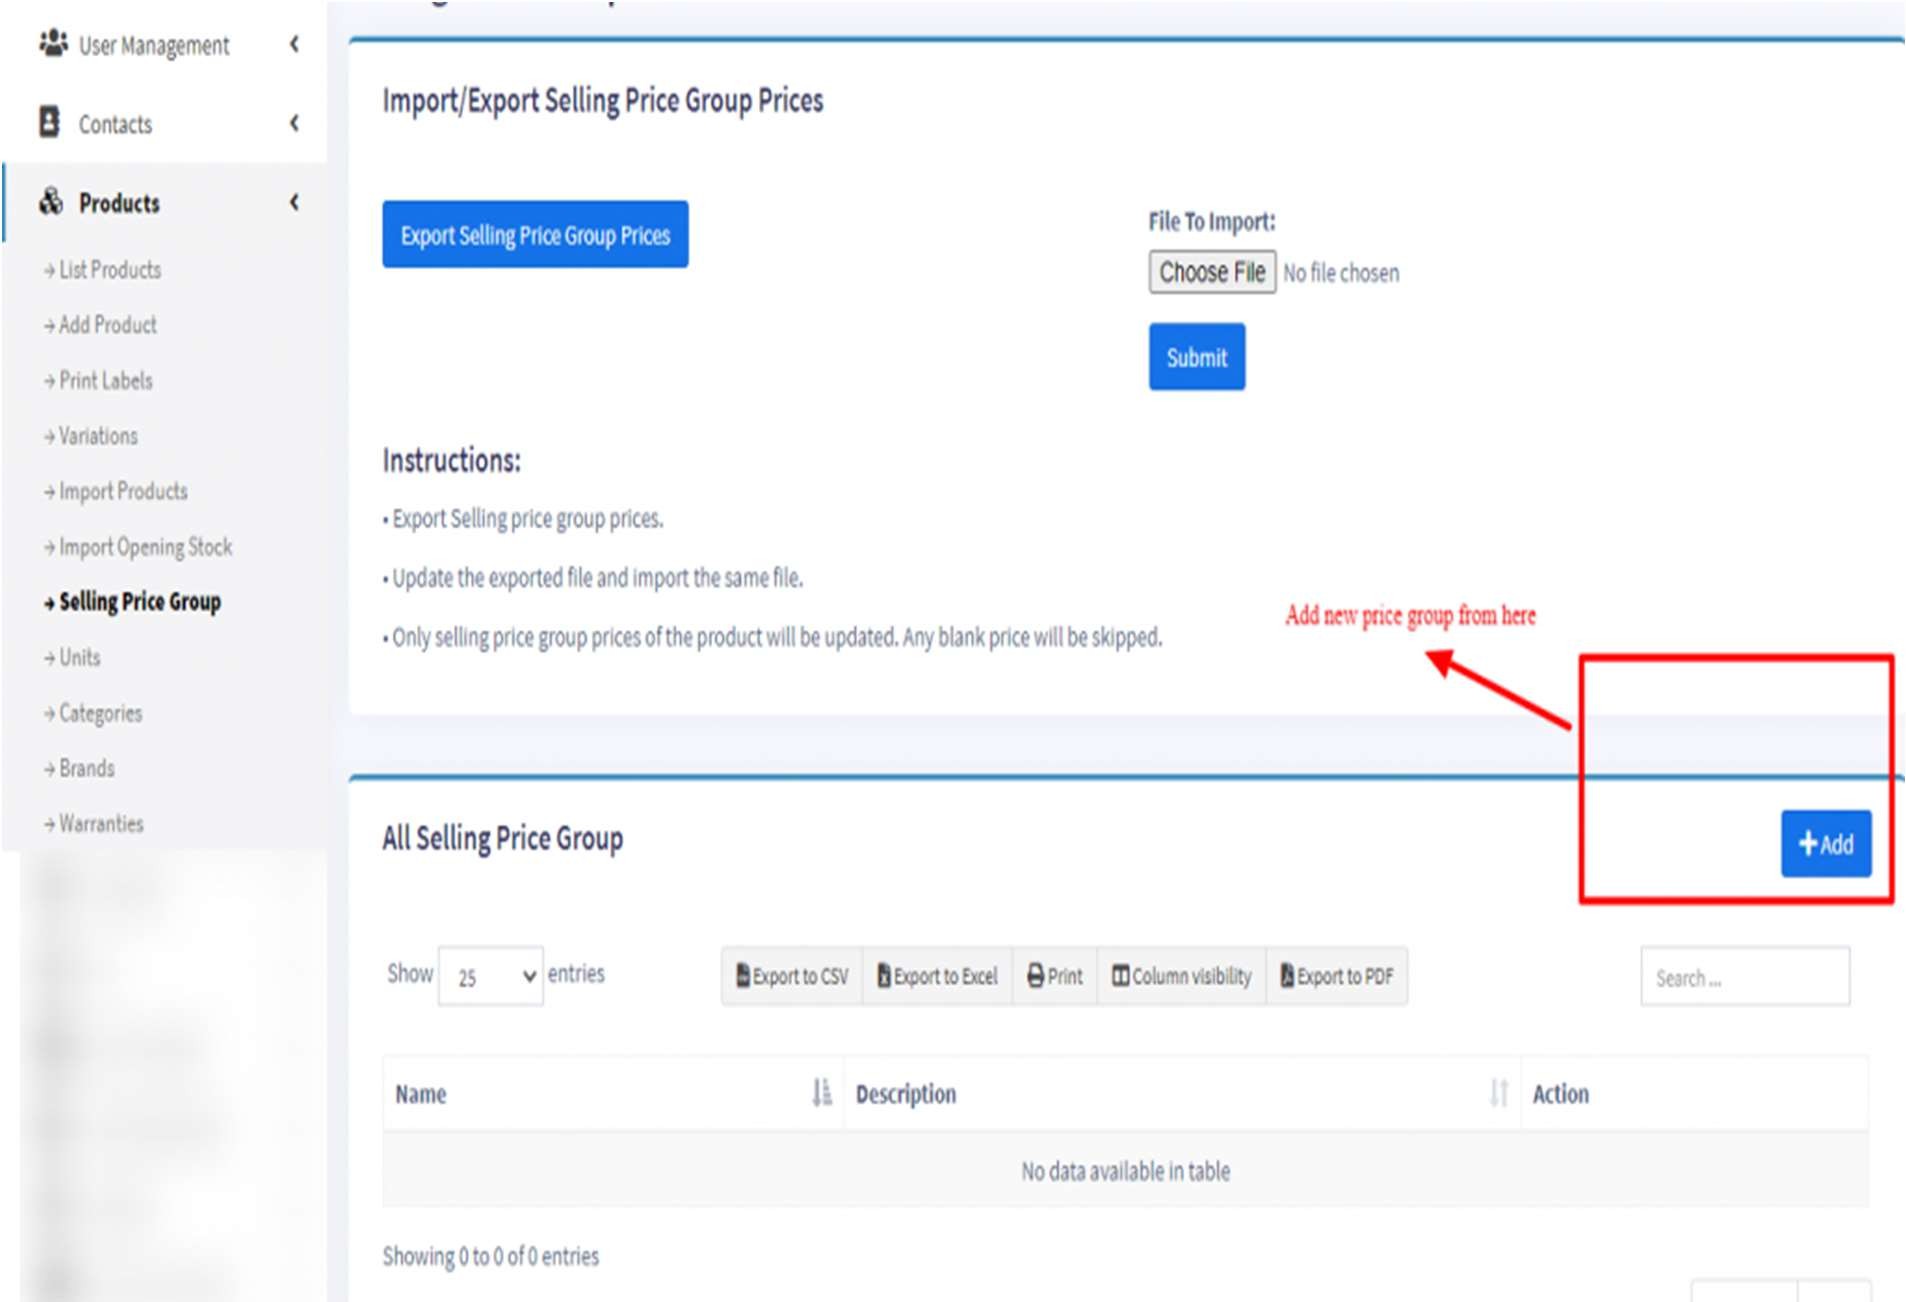 User Management
Contacts
Products
→ List Products
→ Add Product
→ Print Labels
→ Variations
→ Import Products
→ Import Opening Stock
→ Selling Price Group
→ Units
→ Categories
→ Brands
→ Warranties
Import/Export Selling Price Group Prices
Export Selling Price Group Prices
File To Import:
Choose File No file chosen
Submit
Instructions:
• Export Selling price group prices.
• Update the exported file and import the same file.
• Only selling price group prices of the product will be updated. Any blank price will be skipped.
Add new price group from here
All Selling Price Group
+ Add
Show 25 entries
Export to CSV Export to Excel Print Column visibility Export to PDF
Search ...
Name Description Action
No data available in table
Showing 0 to 0 of 0 entries